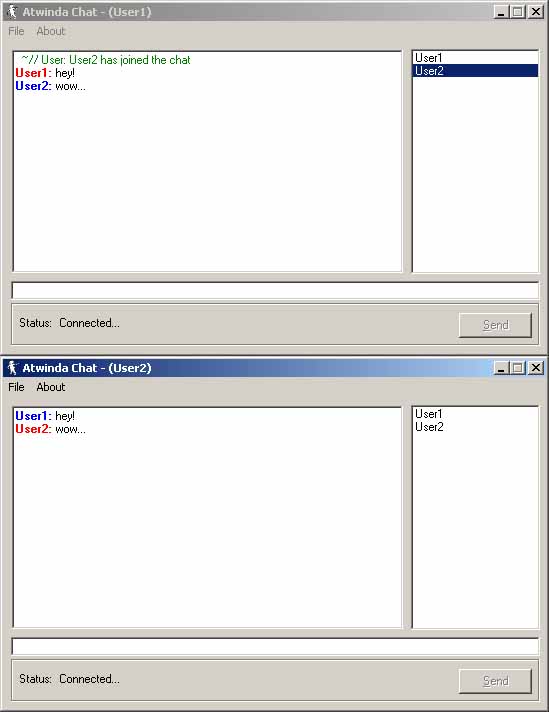 Atwinda Chat - (User1)
File About
~// User: User2 has joined the chat
User1: hey!
User2: wow...
User1
User2
Status: Connected...
Send
Atwinda Chat - (User2)
File About
User1: hey!
User2: wow...
User1
User2
Status: Connected...
Send